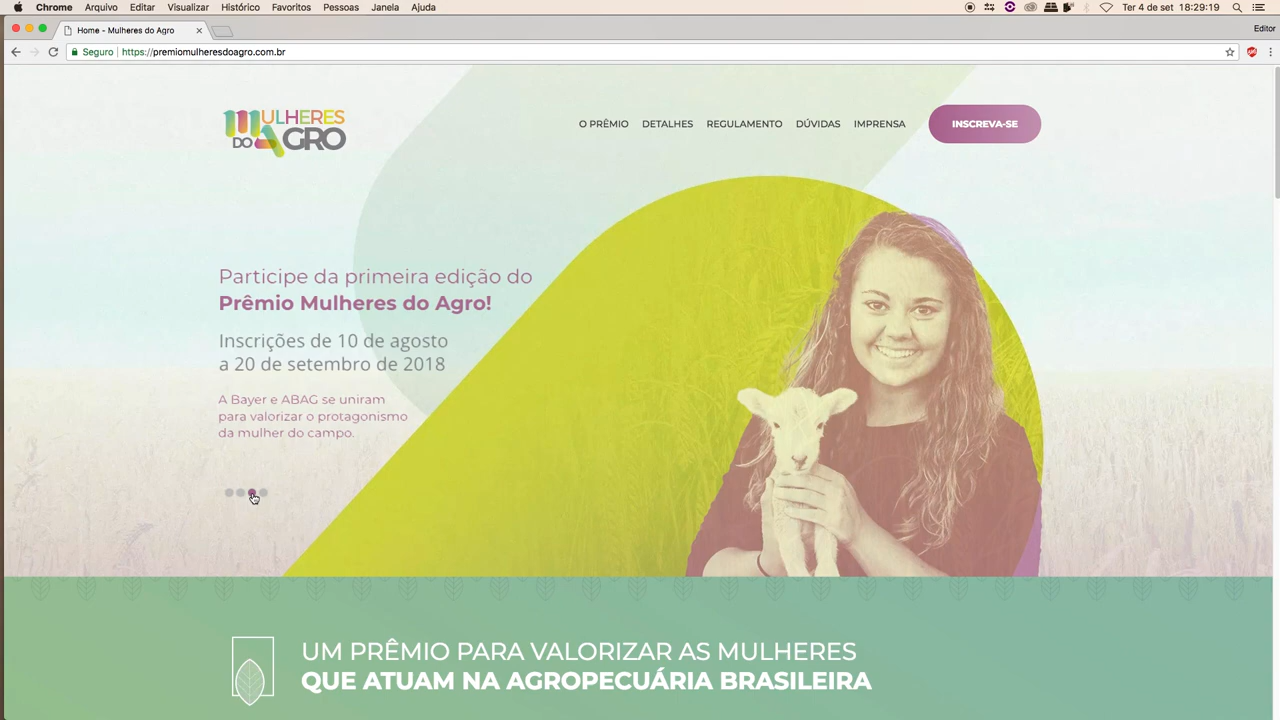 Chrome Arquivo Editar Visualizar Histórico Favoritos Pessoas Janela Ajuda Ter 4 de set 18:29:19
Home - Mulheres do Agro
Editor
Seguro https://premiomulheresdoagro.com.br
MULHERES
DO AGRO
O PRÊMIO DETALHES REGULAMENTO DÚVIDAS IMPRENSA INSCREVA-SE
Participe da primeira edição do
Prêmio Mulheres do Agro!
Inscrições de 10 de agosto
a 20 de setembro de 2018
A Bayer e ABAG se uniram
para valorizar o protagonismo
da mulher do campo.
UM PRÊMIO PARA VALORIZAR AS MULHERES
QUE ATUAM NA AGROPECUÁRIA BRASILEIRA